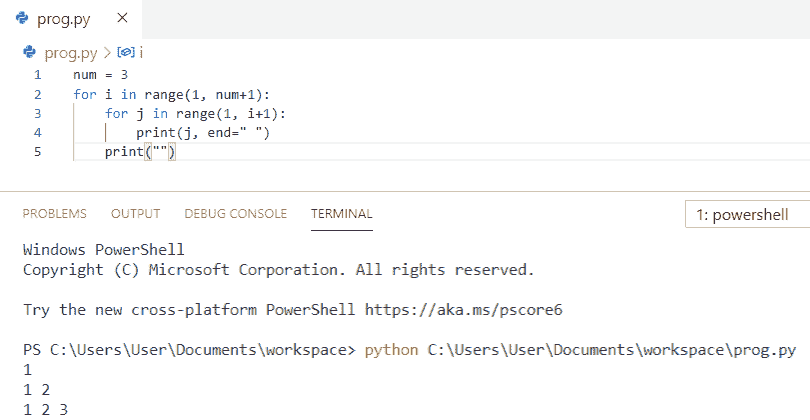 prog.py
prog.py > i
1 num = 3
2 for i in range(1, num+1):
3     for j in range(1, i+1):
4         print(j, end=" ")
5     print("")
PROBLEMS OUTPUT DEBUG CONSOLE TERMINAL 1: powershell
Windows PowerShell
Copyright (C) Microsoft Corporation. All rights reserved.
Try the new cross-platform PowerShell https://aka.ms/pscore6
PS C:\Users\User\Documents\workspace> python C:\Users\User\Documents\workspace\prog.py
1
1 2
1 2 3